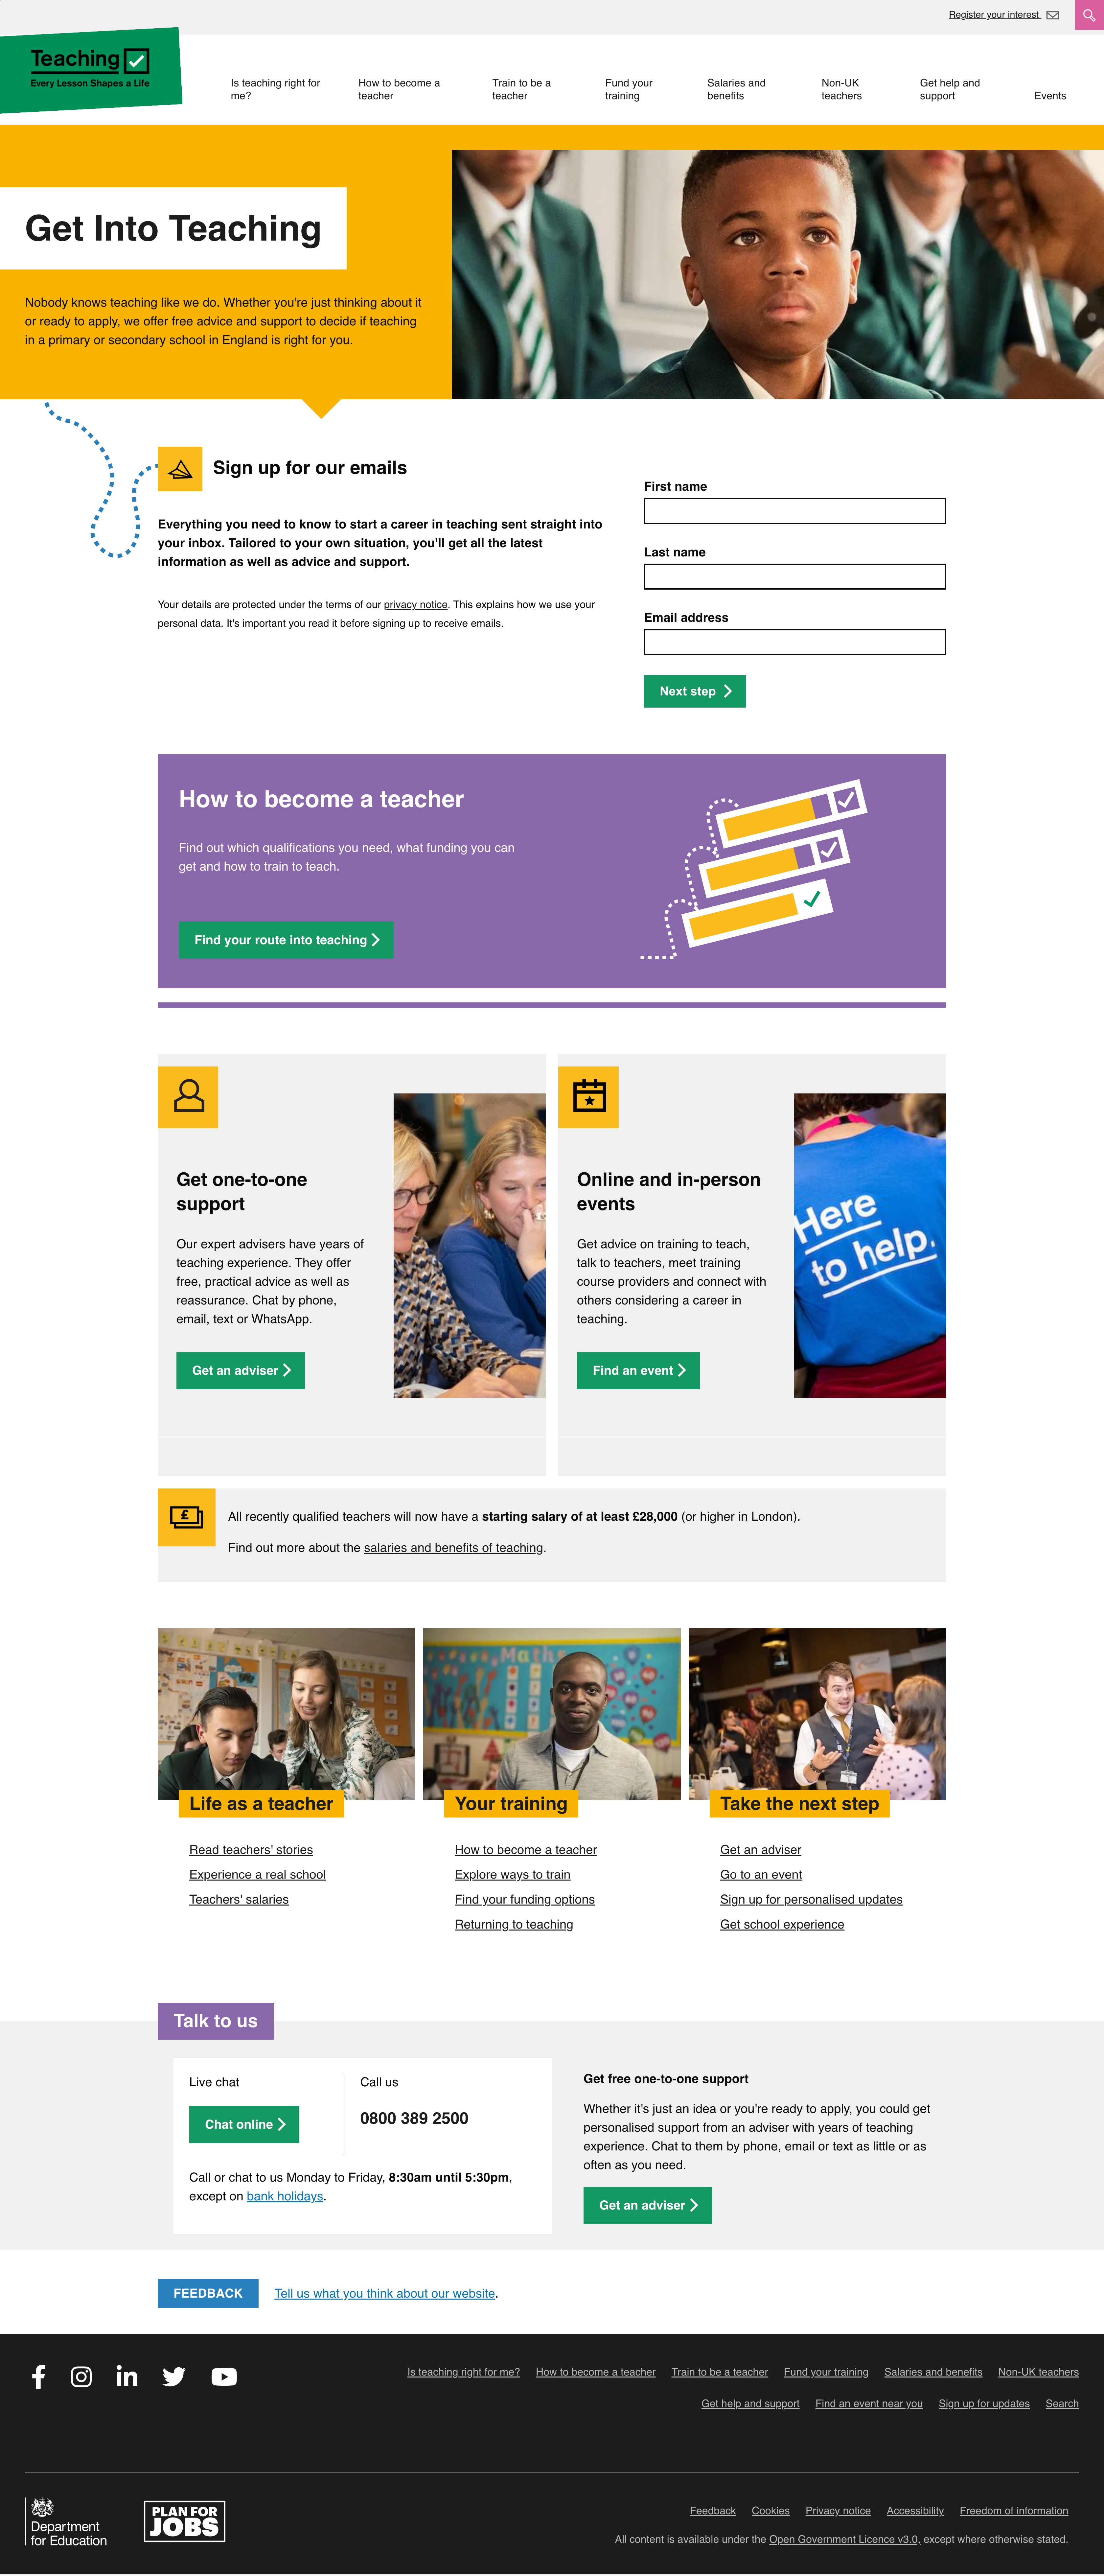 Register your interest
Teaching
Every Lesson Shapes a Life
Is teaching right for
me?
How to become a
teacher
Train to be a
teacher
Fund your
training
Salaries and
benefits
Non-UK
teachers
Get help and
support
Events
Get Into Teaching
Nobody knows teaching like we do. Whether you're just thinking about it
or ready to apply, we offer free advice and support to decide if teaching
in a primary or secondary school in England is right for you.
Sign up for our emails
Everything you need to know to start a career in teaching sent straight into
your inbox. Tailored to your own situation, you'll get all the latest
information as well as advice and support.
Your details are protected under the terms of our privacy notice. This explains how we use your
personal data. It's important you read it before signing up to receive emails.
First name
Last name
Email address
Next step
How to become a teacher
Find out which qualifications you need, what funding you can
get and how to train to teach.
Find your route into teaching
Get one-to-one
support
Our expert advisers have years of
teaching experience. They offer
free, practical advice as well as
reassurance. Chat by phone,
email, text or WhatsApp.
Get an adviser
Online and in-person
events
Get advice on training to teach,
talk to teachers, meet training
course providers and connect with
others considering a career in
teaching.
Find an event
Here
to help.
£
All recently qualified teachers will now have a starting salary of at least £28,000 (or higher in London).
Find out more about the salaries and benefits of teaching.
Maths
Life as a teacher
Read teachers' stories
Experience a real school
Teachers' salaries
Your training
How to become a teacher
Explore ways to train
Find your funding options
Returning to teaching
Take the next step
Get an adviser
Go to an event
Sign up for personalised updates
Get school experience
Talk to us
Live chat
Chat online
Call us
0800 389 2500
Call or chat to us Monday to Friday, 8:30am until 5:30pm,
except on bank holidays.
Get free one-to-one support
Whether it's just an idea or you're ready to apply, you could get
personalised support from an adviser with years of teaching
experience. Chat to them by phone, email or text as little or as
often as you need.
Get an adviser
FEEDBACK
Tell us what you think about our website.
Is teaching right for me? How to become a teacher Train to be a teacher Fund your training Salaries and benefits Non-UK teachers
Get help and support Find an event near you Sign up for updates Search
Department
for Education
PLAN FOR
JOBS
Feedback Cookies Privacy notice Accessibility Freedom of information
All content is available under the Open Government Licence v3.0, except where otherwise stated.